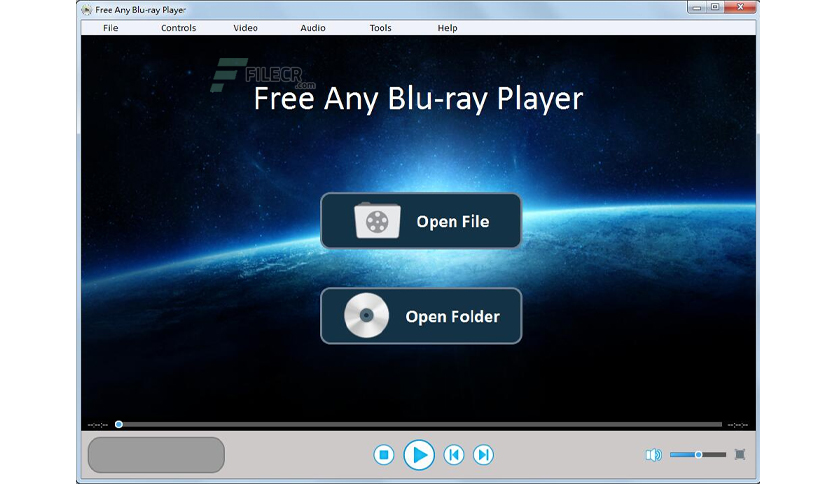 Free Any Blu-ray Player
File Controls Video Audio Tools Help
FILECR
.com
Free Any Blu-ray Player
Open File
Open Folder
--:--:-- --:--:--